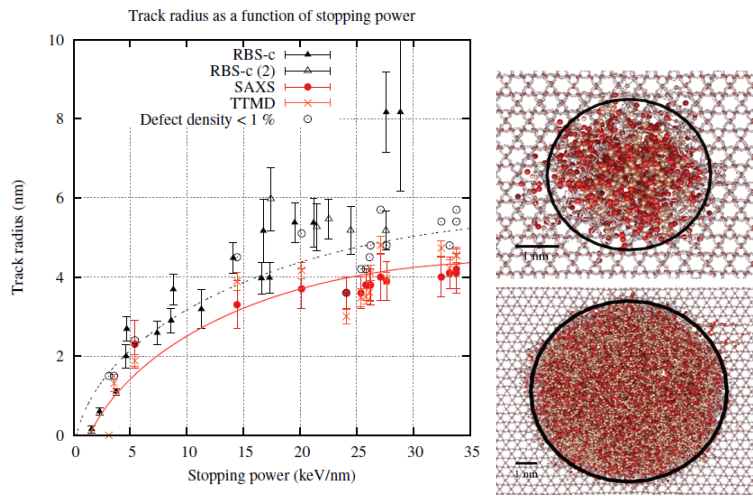 Track radius as a function of stopping power
10
8
6
4
2
0
Track radius (nm)
RBS-c
RBS-c (2)
SAXS
TTMD
Defect density < 1 %
0 5 10 15 20 25 30 35
Stopping power (keV/nm)
1 nm
1 nm